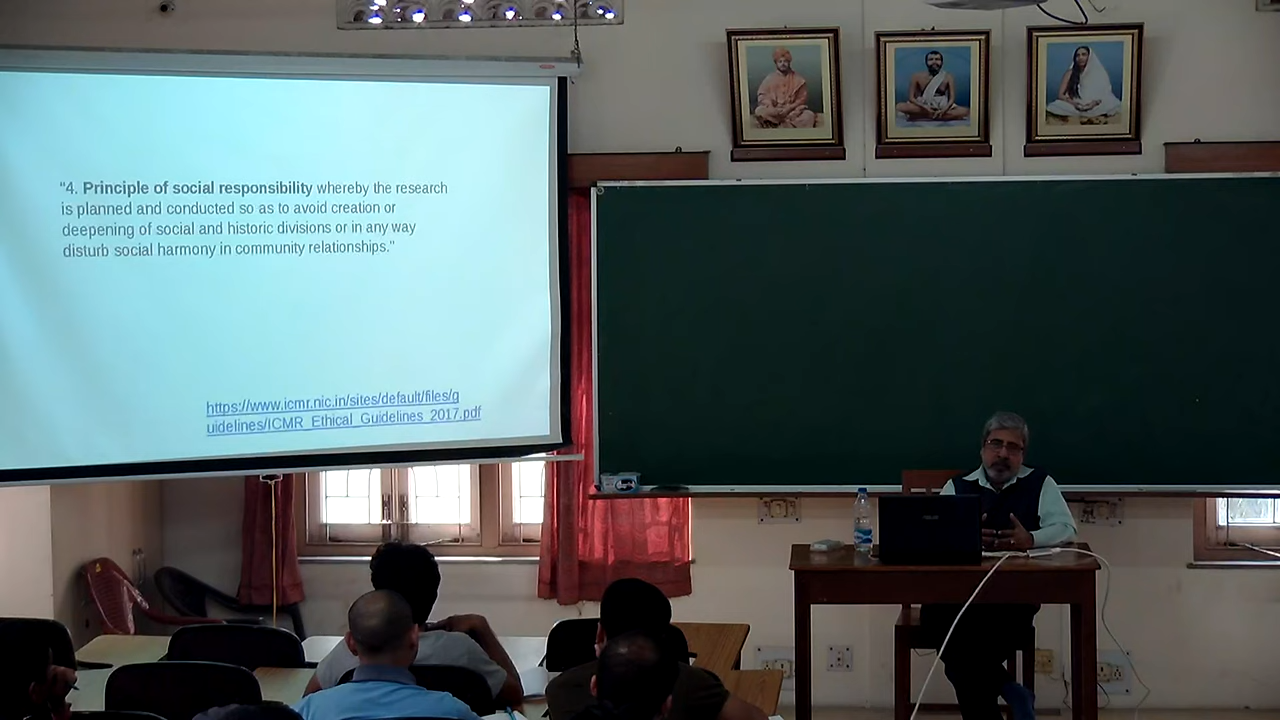 "4. Principle of social responsibility whereby the research
is planned and conducted so as to avoid creation or
deepening of social and historic divisions or in any way
disturb social harmony in community relationships."
https://www.icmr.nic.in/sites/default/files/g
uidelines/ICMR_Ethical_Guidelines_2017.pdf